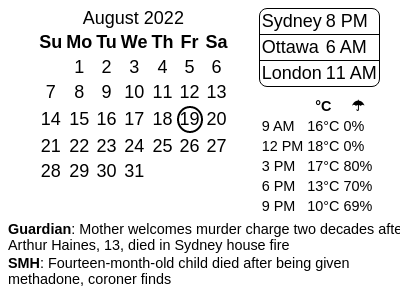 August 2022
Su Mo Tu We Th Fr Sa
1 2 3 4 5 6
7 8 9 10 11 12 13
14 15 16 17 18 19 20
21 22 23 24 25 26 27
28 29 30 31
Sydney 8 PM
Ottawa 6 AM
London 11 AM
°C ☂
9 AM 16°C 0%
12 PM 18°C 0%
3 PM 17°C 80%
6 PM 13°C 70%
9 PM 10°C 69%
Guardian: Mother welcomes murder charge two decades afte
Arthur Haines, 13, died in Sydney house fire
SMH: Fourteen-month-old child died after being given
methadone, coroner finds